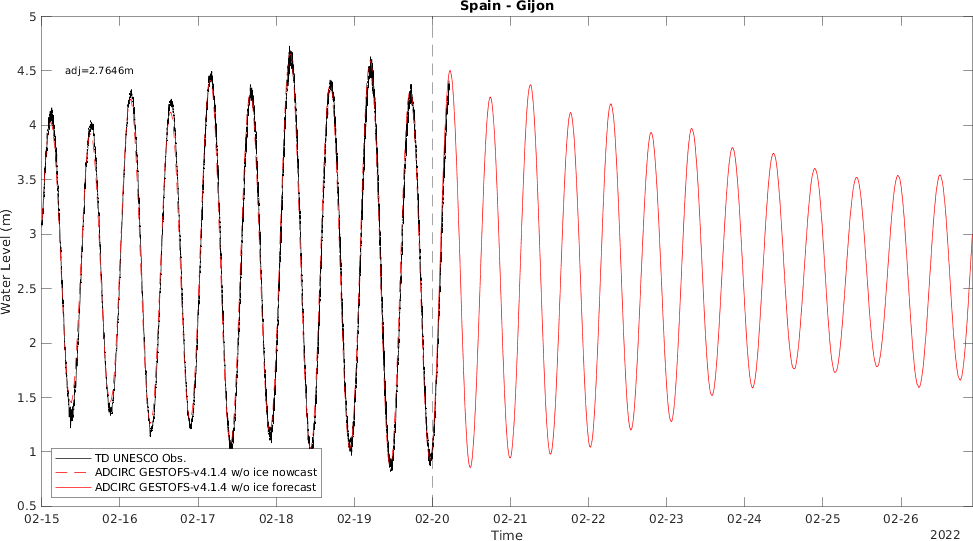 Spain - Gijon
5
4.5
4
3.5
3
2.5
2
1.5
1
0.5
Water Level (m)
adj=2.7646m
TD UNESCO Obs.
ADCIRC GESTOFS-v4.1.4 w/o ice nowcast
ADCIRC GESTOFS-v4.1.4 w/o ice forecast
02-15 02-16 02-17 02-18 02-19 02-20 02-21 02-22 02-23 02-24 02-25 02-26
Time
2022